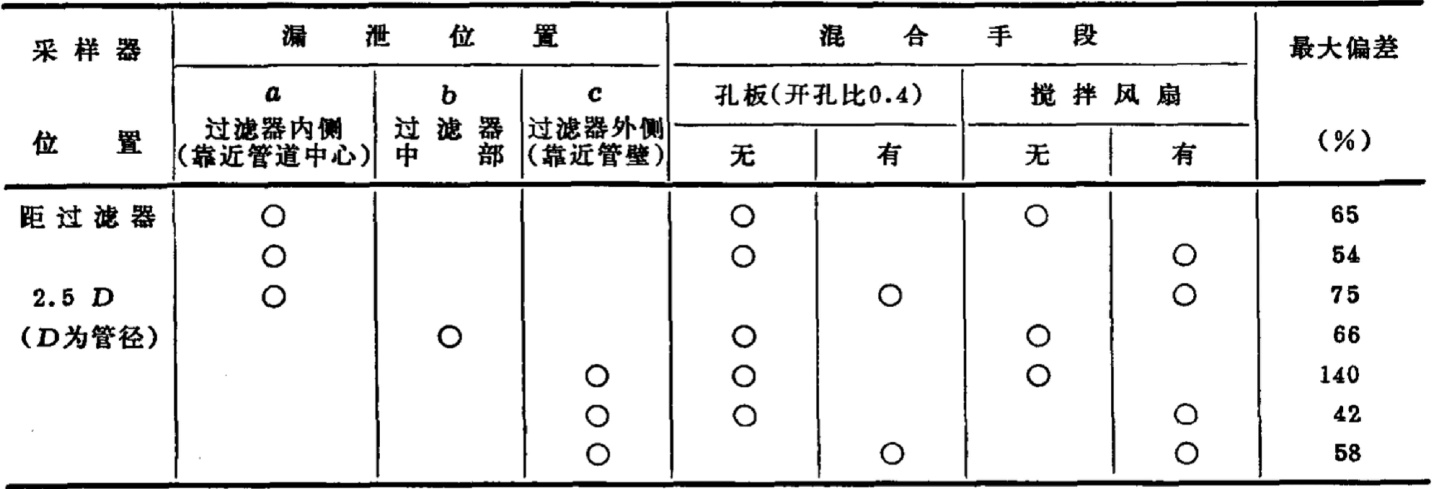 采样器 漏泄位置 混合手段 最大偏差
a b c 孔板(开孔比0.4) 搅拌风扇
位置 过滤器内侧 过滤器 过滤器外侧 (%)
(靠近管道中心) 中部 (靠近管壁) 无 有 无 有
距过滤器 ○ ○ ○ 65
○ ○ ○ 54
2.5 D ○ ○ ○ 75
(D为管径) ○ ○ ○ 66
○ ○ ○ 140
○ ○ ○ 42
○ ○ ○ 58